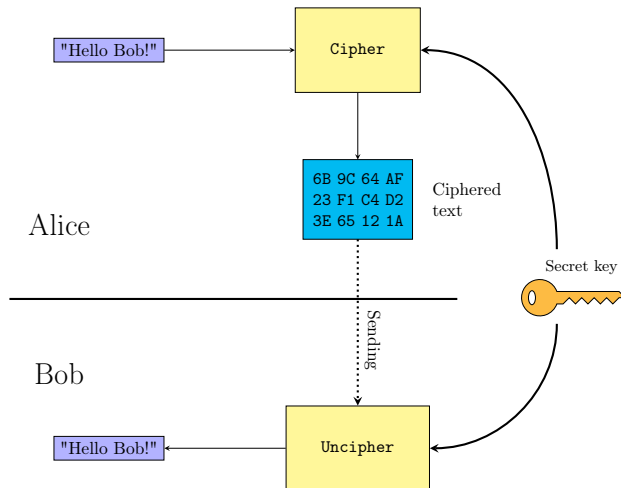 "Hello Bob!"
Cipher
6B 9C 64 AF
23 F1 C4 D2
3E 65 12 1A
Ciphered
text
Alice
Secret key
Sending
Bob
"Hello Bob!"
Uncipher